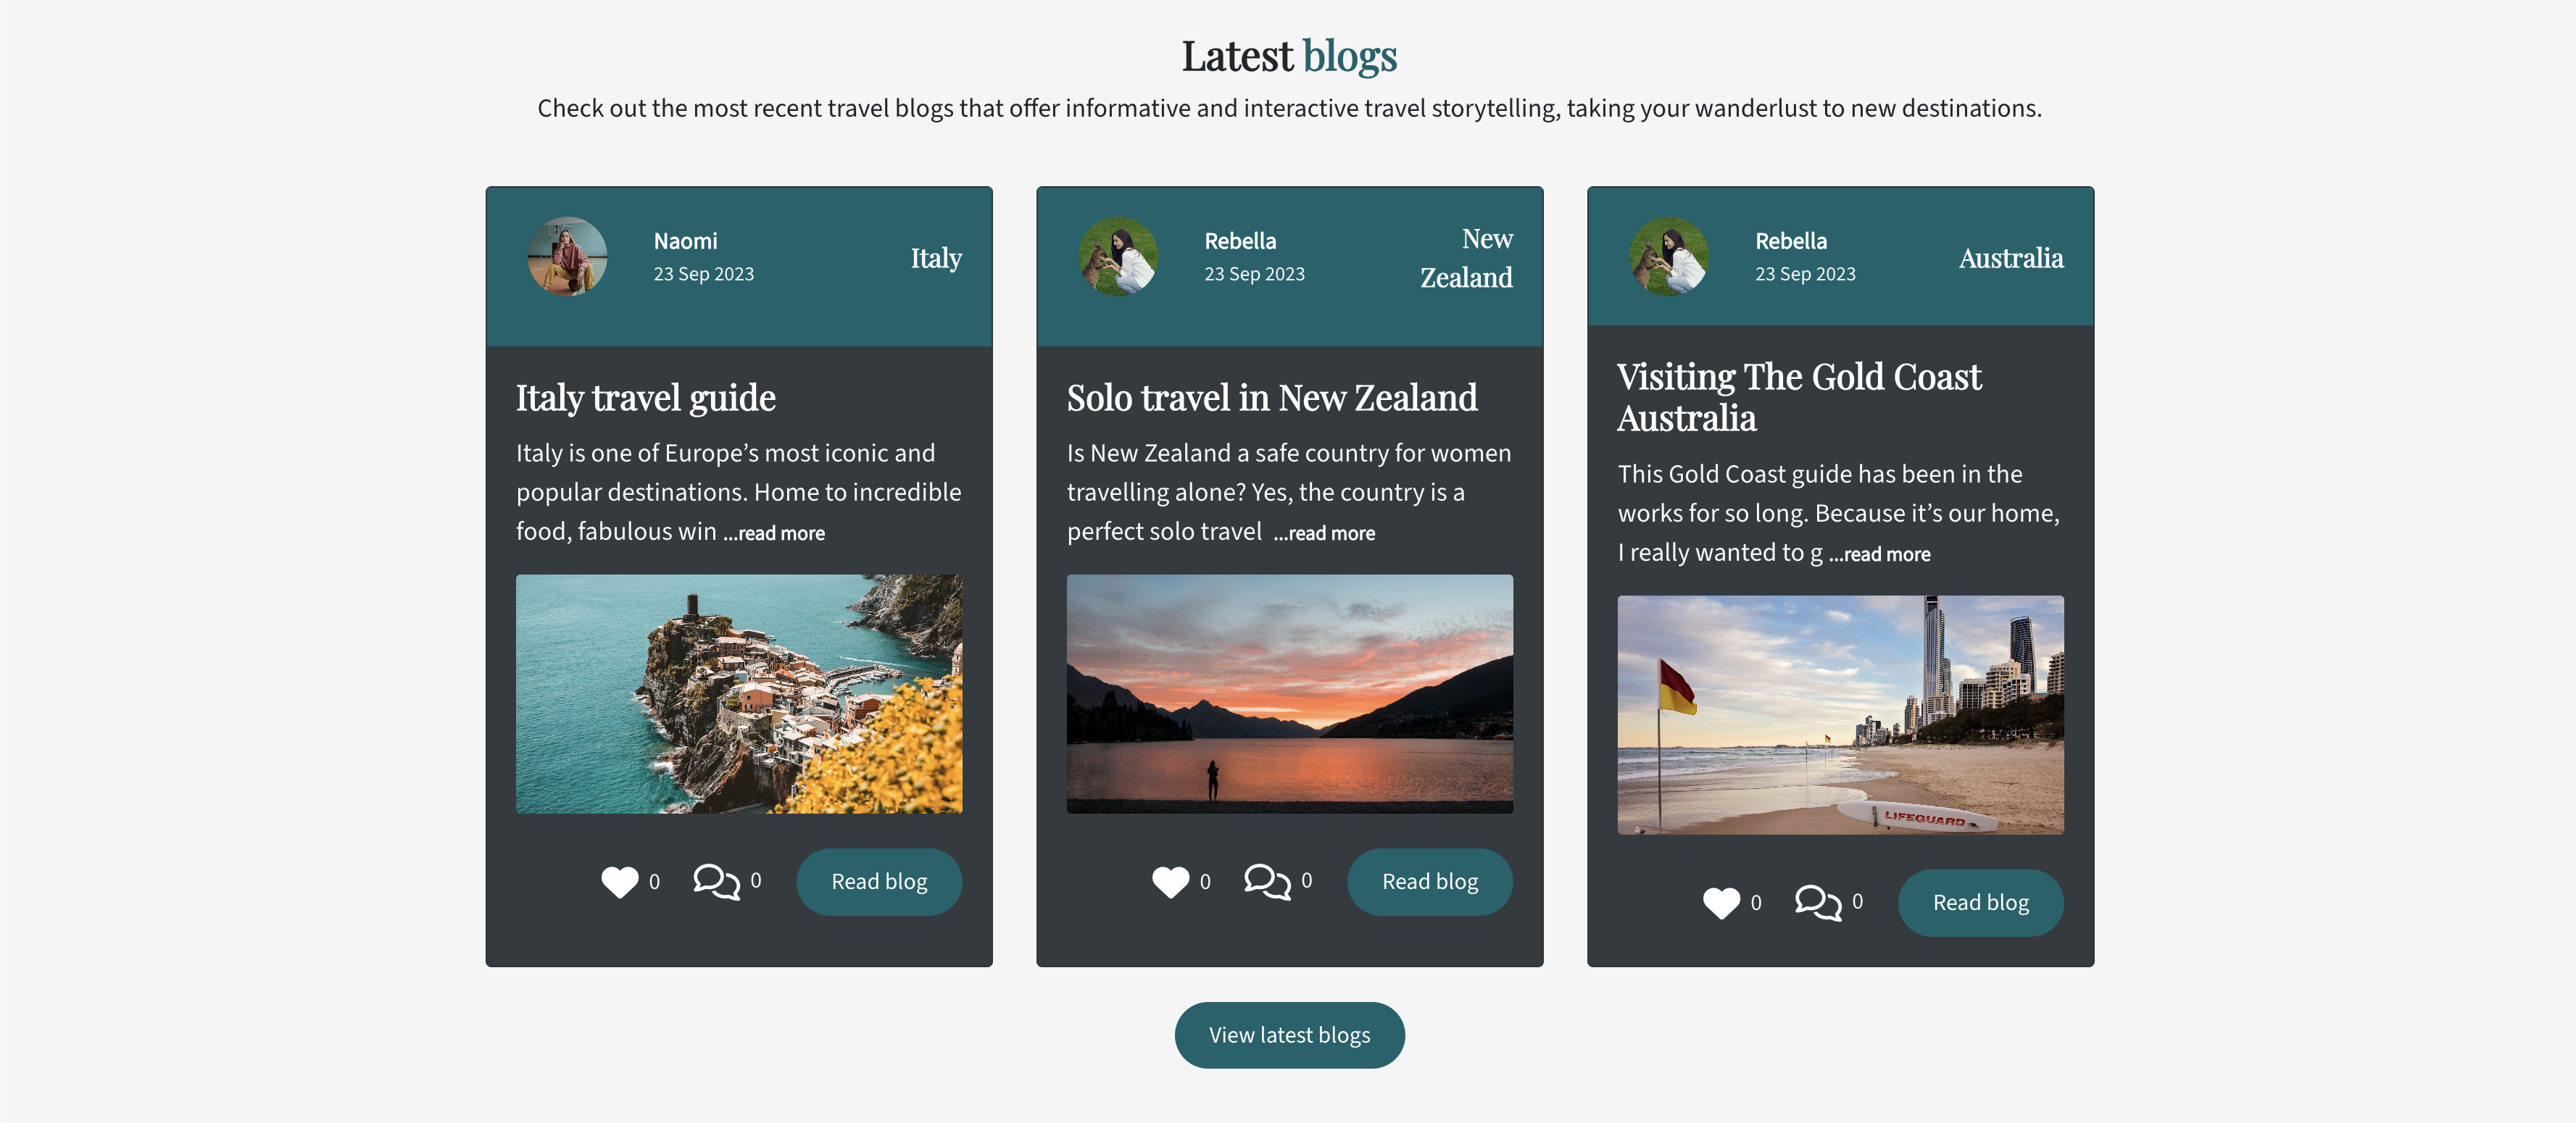 Latest blogs
Check out the most recent travel blogs that offer informative and interactive travel storytelling, taking your wanderlust to new destinations.
Naomi
23 Sep 2023
Italy
Italy travel guide
Italy is one of Europe’s most iconic and
popular destinations. Home to incredible
food, fabulous win ...read more
0
0
Read blog
Rebella
23 Sep 2023
New
Zealand
Solo travel in New Zealand
Is New Zealand a safe country for women
travelling alone? Yes, the country is a
perfect solo travel ...read more
0
0
Read blog
Rebella
23 Sep 2023
Australia
Visiting The Gold Coast
Australia
This Gold Coast guide has been in the
works for so long. Because it’s our home,
I really wanted to g ...read more
LIFEGUARD
0
0
Read blog
View latest blogs